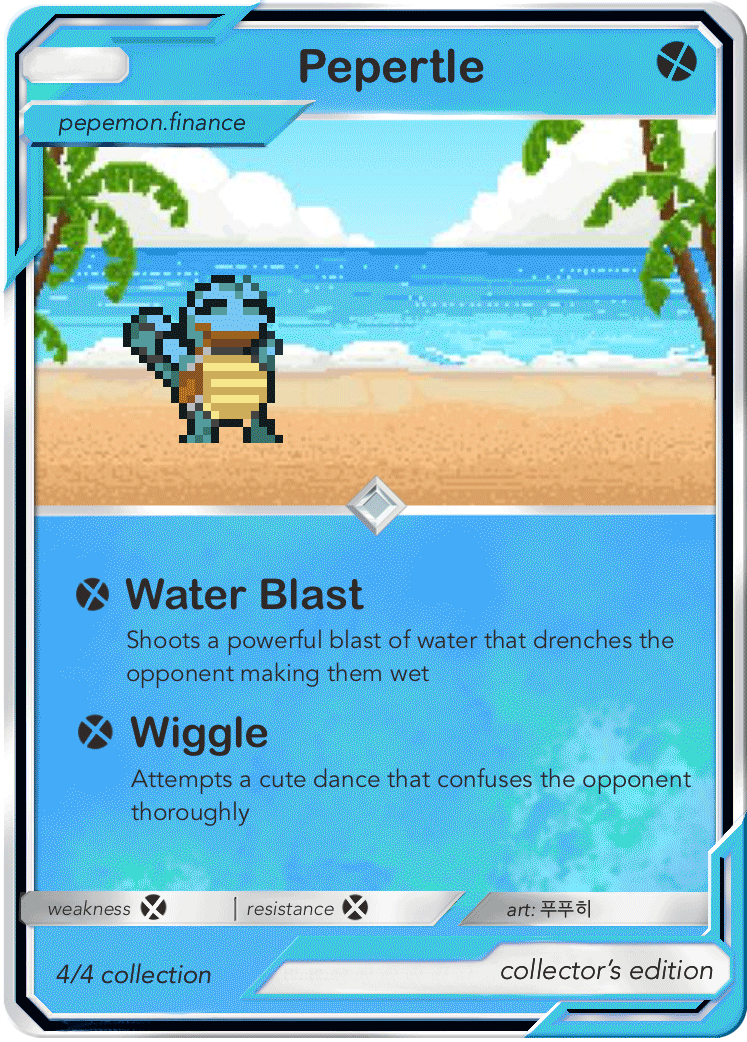 Pepertle
pepemon.finance
Water Blast
Shoots a powerful blast of water that drenches the
opponent making them wet
Wiggle
Attempts a cute dance that confuses the opponent
thoroughly
weakness | resistance art: 푸푸히
4/4 collection collector's edition